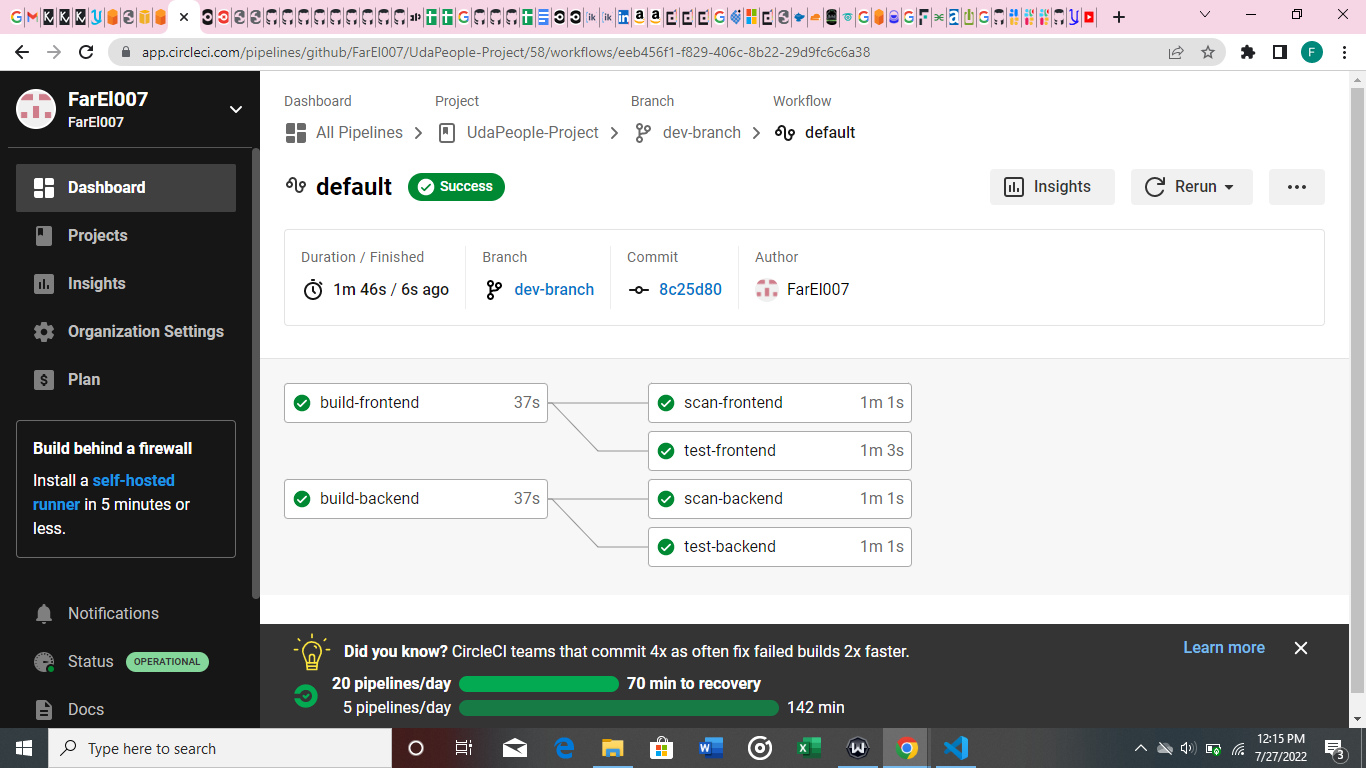 app.circleci.com/pipelines/github/FarEl007/UdaPeople-Project/58/workflows/eeb456f1-f829-406c-8b22-29d9fc6c6a38
F
FarEl007
FarEl007
Dashboard
Projects
Insights
Organization Settings
Plan
Build behind a firewall
Install a self-hosted
runner in 5 minutes or
less.
Notifications
Status OPERATIONAL
Docs
Dashboard Project Branch Workflow
All Pipelines UdaPeople-Project dev-branch default
default Success
Insights Rerun
Duration / Finished Branch Commit Author
1m 46s / 6s ago dev-branch 8c25d80 FarEl007
build-frontend 37s scan-frontend 1m 1s
test-frontend 1m 3s
build-backend 37s scan-backend 1m 1s
test-backend 1m 1s
Did you know? CircleCI teams that commit 4x as often fix failed builds 2x faster.
Learn more
20 pipelines/day 70 min to recovery
5 pipelines/day 142 min
Type here to search
12:15 PM
7/27/2022
3